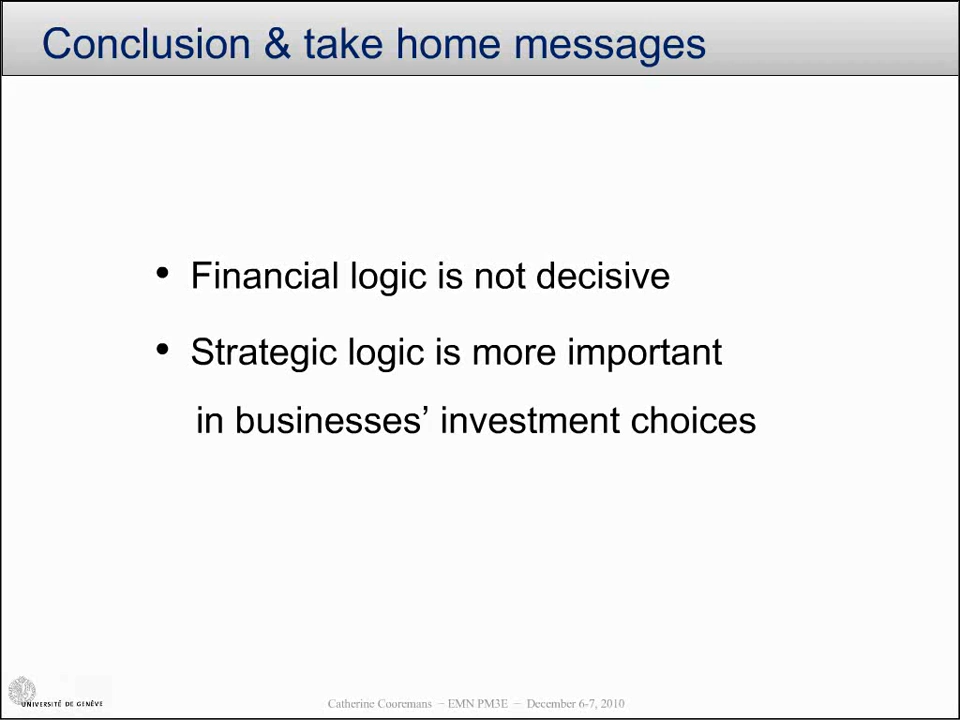 Conclusion & take home messages
• Financial logic is not decisive
• Strategic logic is more important
in businesses’ investment choices
UNIVERSITÉ DE GENÈVE
Catherine Cooremans − EMN PM3E − December 6-7, 2010